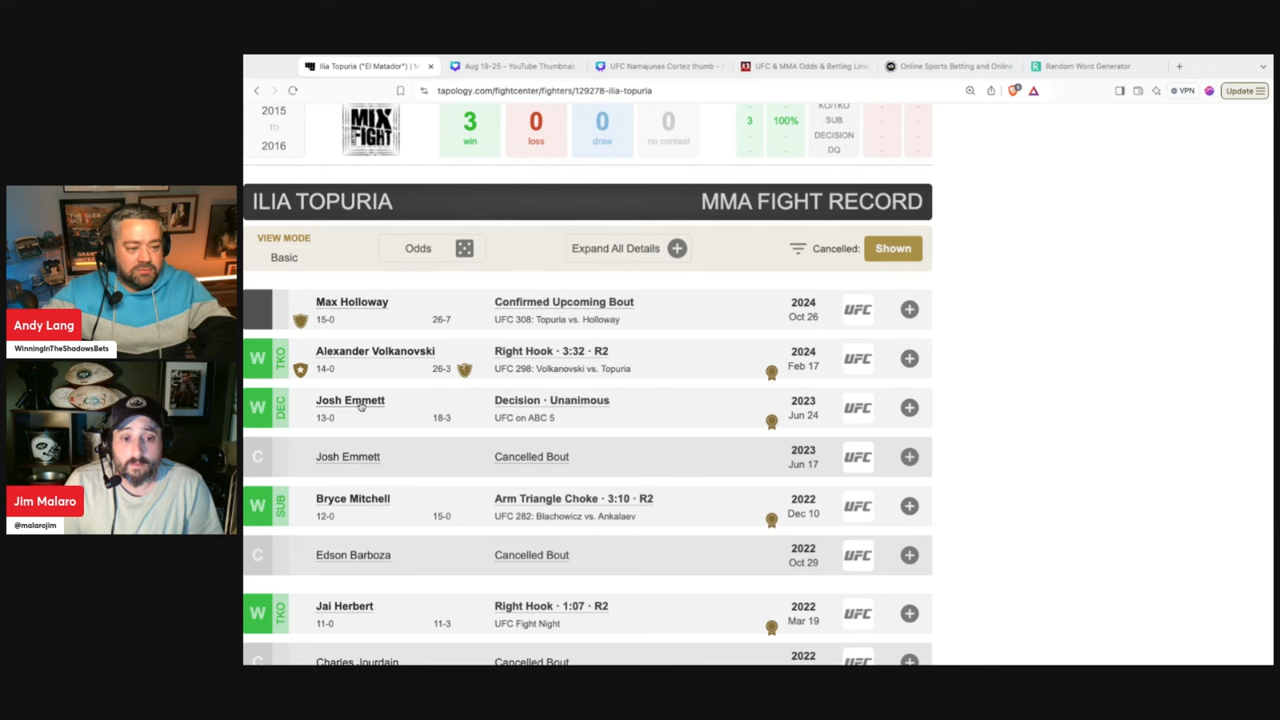 Ilia Topuria ("El Matador") | M
Aug 19-25 - YouTube Thumbnail
UFC Namajunas Cortez thumb -
UFC & MMA Odds & Betting Line
Online Sports Betting and Online
Random Word Generator
tapology.com/fightcenter/fighters/129278-ilia-topuria
VPN
Update
2015
TO
2016
MIX FIGHT
3
win
0
loss
0
draw
0
no contest
3
100%
KO/TKO
SUB
DECISION
DQ
ILIA TOPURIA
MMA FIGHT RECORD
VIEW MODE
Basic
Odds
Expand All Details
Cancelled: Shown
Max Holloway
Confirmed Upcoming Bout
2024
15-0
26-7
UFC 308: Topuria vs. Holloway
Oct 26
UFC
W
TKO
Alexander Volkanovski
Right Hook · 3:32 · R2
2024
14-0
26-3
UFC 298: Volkanovski vs. Topuria
Feb 17
UFC
W
DEC
Josh Emmett
Decision · Unanimous
2023
13-0
18-3
UFC on ABC 5
Jun 24
UFC
C
Josh Emmett
Cancelled Bout
2023
Jun 17
UFC
W
SUB
Bryce Mitchell
Arm Triangle Choke · 3:10 · R2
2022
12-0
15-0
UFC 282: Błachowicz vs. Ankalaev
Dec 10
UFC
C
Edson Barboza
Cancelled Bout
2022
Oct 29
UFC
W
TKO
Jai Herbert
Right Hook · 1:07 · R2
2022
11-0
11-3
UFC Fight Night
Mar 19
UFC
C
Charles Jourdain
Cancelled Bout
2022
UFC
Andy Lang
WinningInTheShadowsBets
Jim Malaro
@malarojim